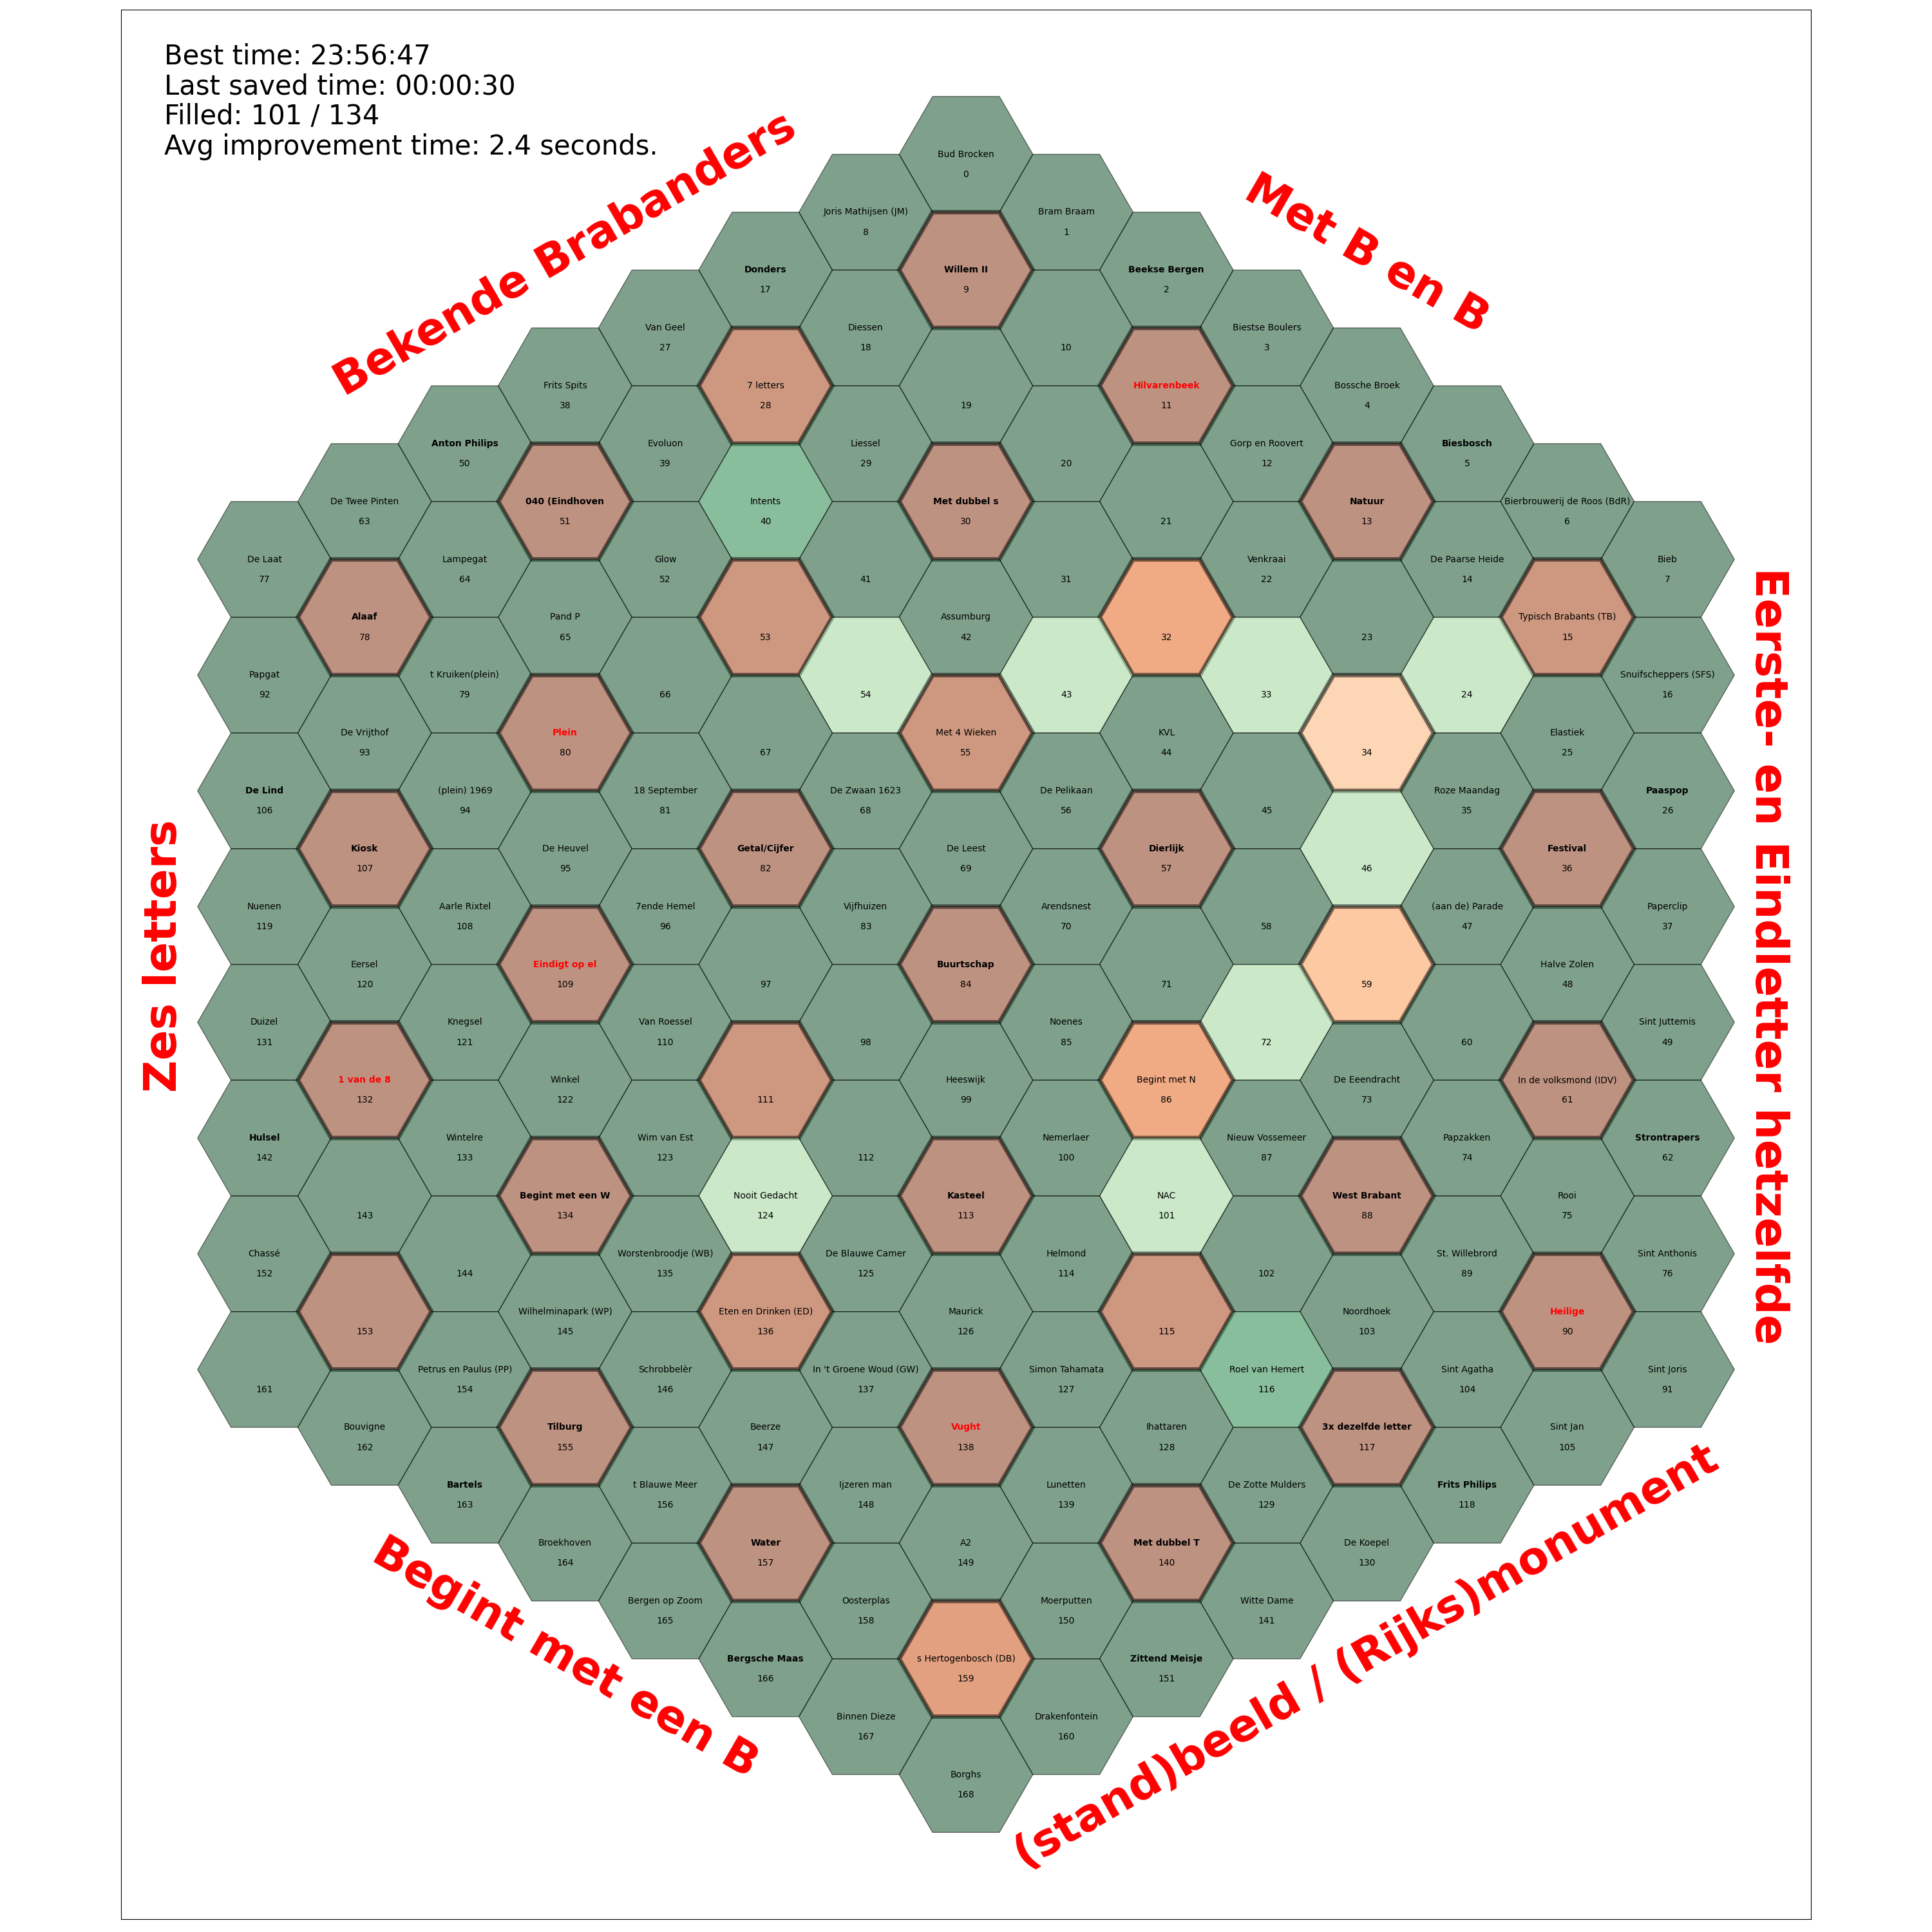 Best time: 23:56:47
Last saved time: 00:00:30
Filled: 101 / 134
Avg improvement time: 2.4 seconds.
Bekende Brabanders
Met B en B
Eerste- en Eindletter hetzelfde
(stand)beeld / (Rijks)monument
Begint met een B
Zes letters
Bud Brocken
0
Bram Braam
1
Beekse Bergen
2
Biestse Boulers
3
Bossche Broek
4
Biesbosch
5
Bierbrouwerij de Roos (BdR)
6
Bieb
7
Joris Mathijsen (JM)
8
Willem II
9
10
Hilvarenbeek
11
Gorp en Roovert
12
Natuur
13
De Paarse Heide
14
Typisch Brabants (TB)
15
Snuifscheppers (SFS)
16
Donders
17
Diessen
18
19
20
21
Venkraai
22
23
24
Elastiek
25
Paaspop
26
Van Geel
27
7 letters
28
Liessel
29
Met dubbel s
30
31
32
33
34
Roze Maandag
35
Festival
36
Paperclip
37
Frits Spits
38
Evoluon
39
Intents
40
41
Assumburg
42
43
KVL
44
45
46
(aan de) Parade
47
Halve Zolen
48
Sint Juttemis
49
Anton Philips
50
040 (Eindhoven
51
Glow
52
53
54
Met 4 Wieken
55
De Pelikaan
56
Dierlijk
57
58
59
60
In de volksmond (IDV)
61
Strontrapers
62
De Twee Pinten
63
Lampegat
64
Pand P
65
66
67
De Zwaan 1623
68
De Leest
69
Arendsnest
70
71
72
De Eeendracht
73
Papzakken
74
Rooi
75
Sint Anthonis
76
De Laat
77
Alaaf
78
t Kruiken(plein)
79
Plein
80
18 September
81
Getal/Cijfer
82
Vijfhuizen
83
Buurtschap
84
Noenes
85
Begint met N
86
Nieuw Vossemeer
87
West Brabant
88
St. Willebrord
89
Heilige
90
Sint Joris
91
Papgat
92
De Vrijthof
93
(plein) 1969
94
De Heuvel
95
7ende Hemel
96
97
98
Heeswijk
99
Nemerlaer
100
NAC
101
102
Noordhoek
103
Sint Agatha
104
Sint Jan
105
De Lind
106
Kiosk
107
Aarle Rixtel
108
Eindigt op el
109
Van Roessel
110
111
112
Kasteel
113
Helmond
114
115
Roel van Hemert
116
3x dezelfde letter
117
Frits Philips
118
Nuenen
119
Eersel
120
Knegsel
121
Winkel
122
Wim van Est
123
Nooit Gedacht
124
De Blauwe Camer
125
Maurick
126
Simon Tahamata
127
Ihattaren
128
De Zotte Mulders
129
De Koepel
130
Duizel
131
1 van de 8
132
Wintelre
133
Begint met een W
134
Worstenbroodje (WB)
135
Eten en Drinken (ED)
136
In 't Groene Woud (GW)
137
Vught
138
Lunetten
139
Met dubbel T
140
Witte Dame
141
Hulsel
142
143
144
Wilhelminapark (WP)
145
Schrobbelèr
146
Beerze
147
Ijzeren man
148
A2
149
Moerputten
150
Zittend Meisje
151
Chassé
152
153
Petrus en Paulus (PP)
154
Tilburg
155
t Blauwe Meer
156
Water
157
Oosterplas
158
s Hertogenbosch (DB)
159
Drakenfontein
160
161
Bouvigne
162
Bartels
163
Broekhoven
164
Bergen op Zoom
165
Bergsche Maas
166
Binnen Dieze
167
Borghs
168